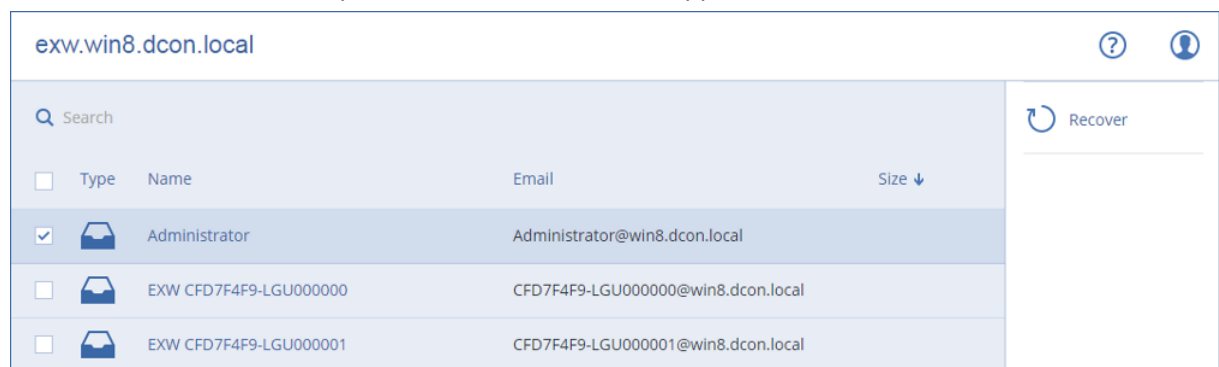 exw.win8.dcon.local
?
Search
Recover
Type Name Email Size ↓
Administrator Administrator@win8.dcon.local
EXW CFD7F4F9-LGU000000 CFD7F4F9-LGU000000@win8.dcon.local
EXW CFD7F4F9-LGU000001 CFD7F4F9-LGU000001@win8.dcon.local